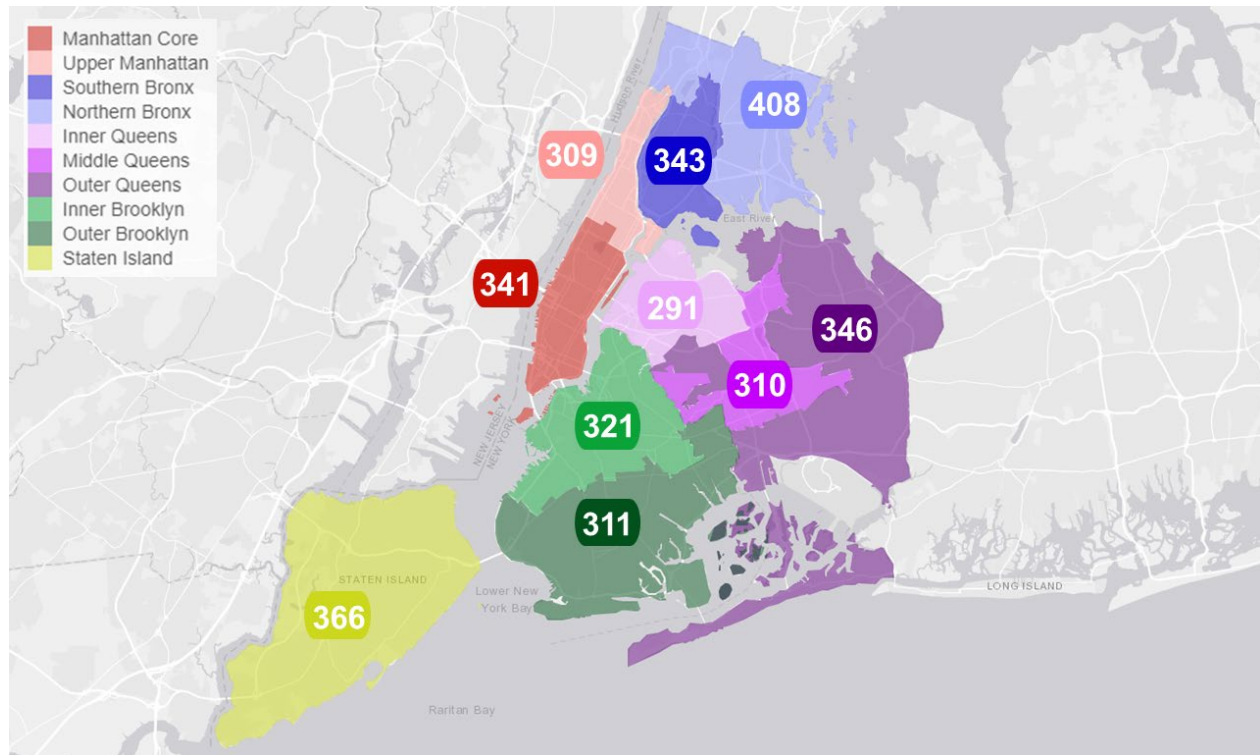 Manhattan Core
Upper Manhattan
Southern Bronx
Northern Bronx
Inner Queens
Middle Queens
Outer Queens
Inner Brooklyn
Outer Brooklyn
Staten Island
Hudson River
408
309
343
East River
341
291
346
310
NEW JERSEY
NEW YORK
321
311
STATEN ISLAND
Lower New
York Bay
LONG ISLAND
366
Raritan Bay